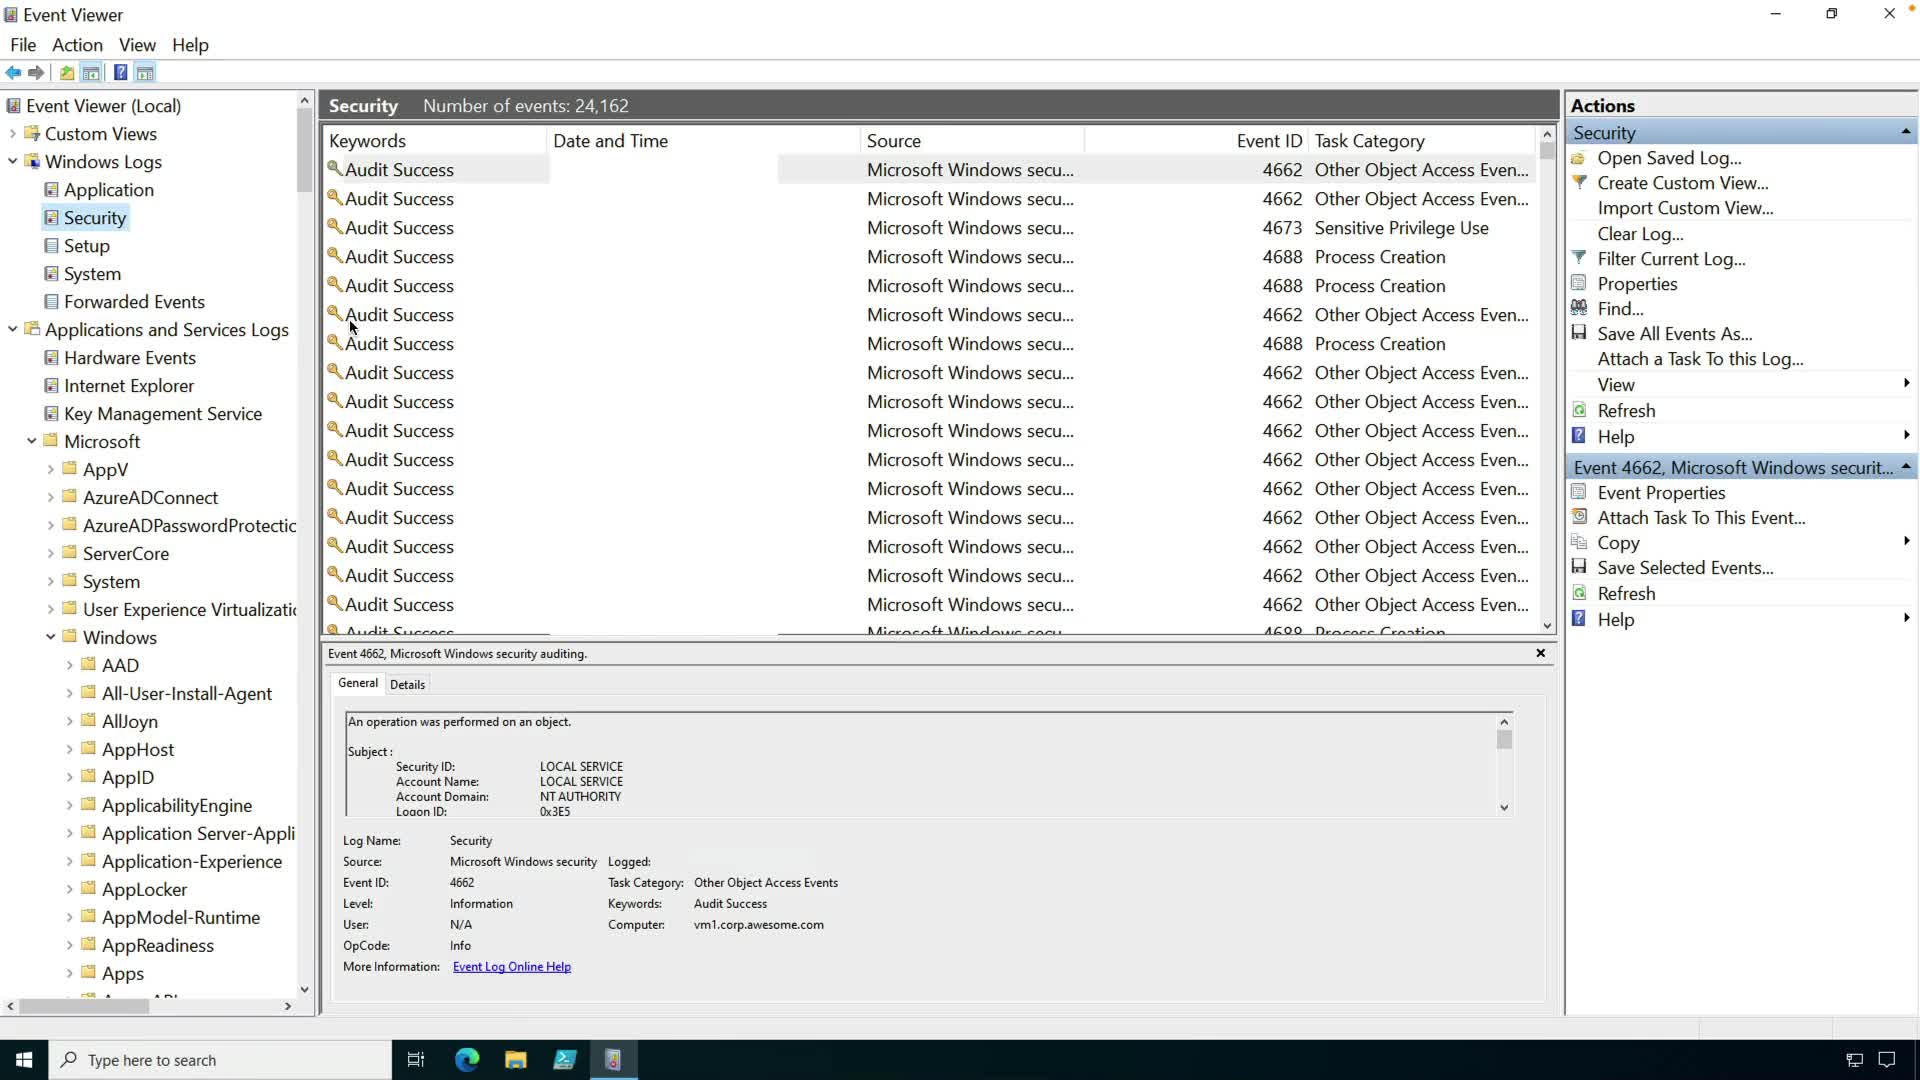 Event Viewer
File Action View Help
Event Viewer (Local)
Custom Views
Windows Logs
Application
Security
Setup
System
Forwarded Events
Applications and Services Logs
Hardware Events
Internet Explorer
Key Management Service
Microsoft
AppV
AzureADConnect
AzureADPasswordProtectic
ServerCore
System
User Experience Virtualizatic
Windows
AAD
All-User-Install-Agent
AllJoyn
AppHost
AppID
ApplicabilityEngine
Application Server-Appli
Application-Experience
AppLocker
AppModel-Runtime
AppReadiness
Apps
Security Number of events: 24,162
Keywords Date and Time Source Event ID Task Category
Audit Success Microsoft Windows secu... 4662 Other Object Access Even...
Audit Success Microsoft Windows secu... 4662 Other Object Access Even...
Audit Success Microsoft Windows secu... 4673 Sensitive Privilege Use
Audit Success Microsoft Windows secu... 4688 Process Creation
Audit Success Microsoft Windows secu... 4688 Process Creation
Audit Success Microsoft Windows secu... 4662 Other Object Access Even...
Audit Success Microsoft Windows secu... 4688 Process Creation
Audit Success Microsoft Windows secu... 4662 Other Object Access Even...
Audit Success Microsoft Windows secu... 4662 Other Object Access Even...
Audit Success Microsoft Windows secu... 4662 Other Object Access Even...
Audit Success Microsoft Windows secu... 4662 Other Object Access Even...
Audit Success Microsoft Windows secu... 4662 Other Object Access Even...
Audit Success Microsoft Windows secu... 4662 Other Object Access Even...
Audit Success Microsoft Windows secu... 4662 Other Object Access Even...
Audit Success Microsoft Windows secu... 4662 Other Object Access Even...
Audit Success Microsoft Windows secu... 4662 Other Object Access Even...
Audit Success Microsoft Windows secu... 4688 Process Creation
Event 4662, Microsoft Windows security auditing.
General Details
An operation was performed on an object.
Subject :
Security ID: LOCAL SERVICE
Account Name: LOCAL SERVICE
Account Domain: NT AUTHORITY
Logon ID: 0x3E5
Log Name: Security
Source: Microsoft Windows security Logged:
Event ID: 4662 Task Category: Other Object Access Events
Level: Information Keywords: Audit Success
User: N/A Computer: vm1.corp.awesome.com
OpCode: Info
More Information: Event Log Online Help
Actions
Security
Open Saved Log...
Create Custom View...
Import Custom View...
Clear Log...
Filter Current Log...
Properties
Find...
Save All Events As...
Attach a Task To this Log...
View
Refresh
Help
Event 4662, Microsoft Windows securit...
Event Properties
Attach Task To This Event...
Copy
Save Selected Events...
Refresh
Help
Type here to search